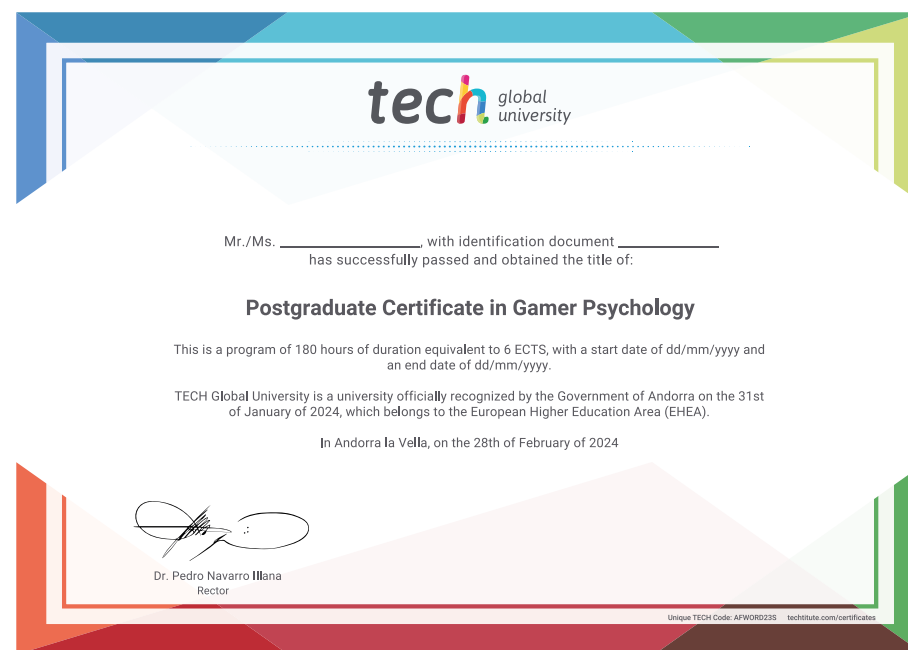 tech global university
Mr./Ms. ____________________, with identification document ______________
has successfully passed and obtained the title of:
Postgraduate Certificate in Gamer Psychology
This is a program of 180 hours of duration equivalent to 6 ECTS, with a start date of dd/mm/yyyy and
an end date of dd/mm/yyyy.
TECH Global University is a university officially recognized by the Government of Andorra on the 31st
of January of 2024, which belongs to the European Higher Education Area (EHEA).
In Andorra la Vella, on the 28th of February of 2024
Dr. Pedro Navarro Illana
Rector
Unique TECH Code: AFWORD23S techtitute.com/certificates